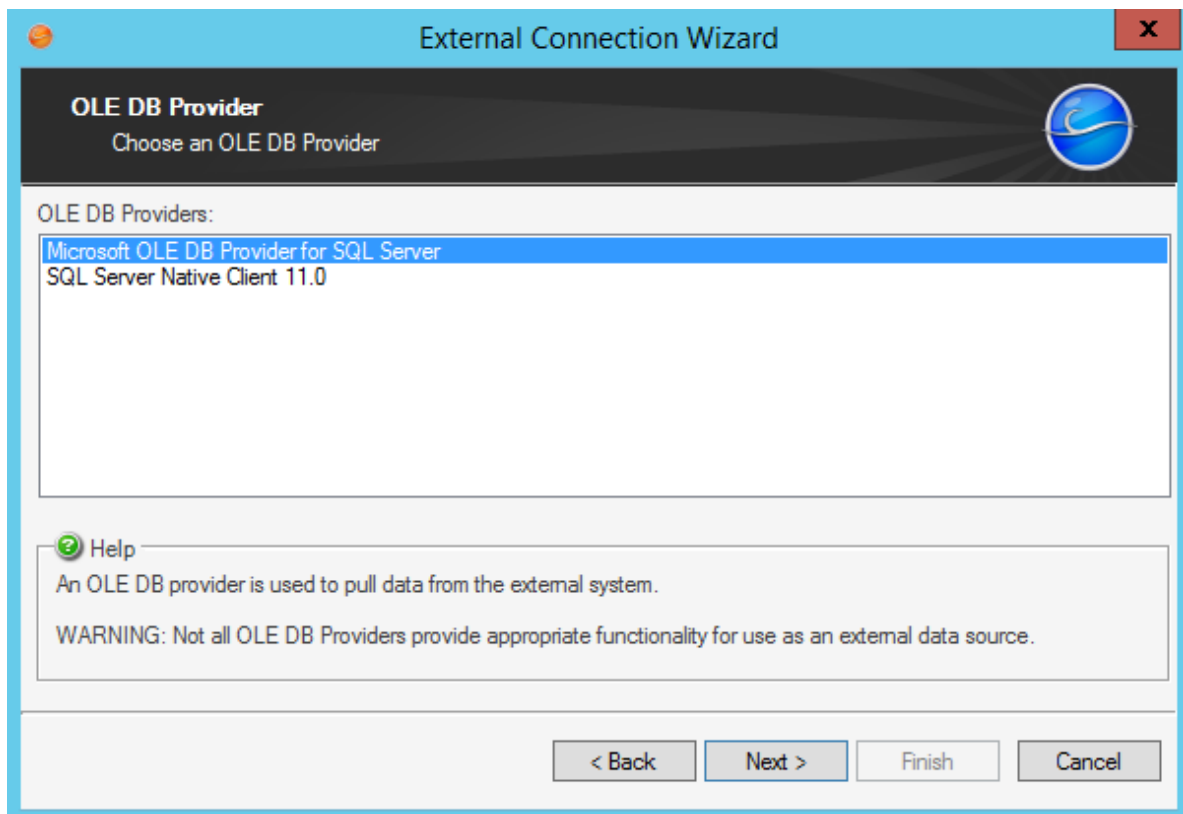 External Connection Wizard
x
OLE DB Provider
Choose an OLE DB Provider
OLE DB Providers:
Microsoft OLE DB Provider for SQL Server
SQL Server Native Client 11.0
? Help
An OLE DB provider is used to pull data from the external system.
WARNING: Not all OLE DB Providers provide appropriate functionality for use as an external data source.
< Back Next > Finish Cancel